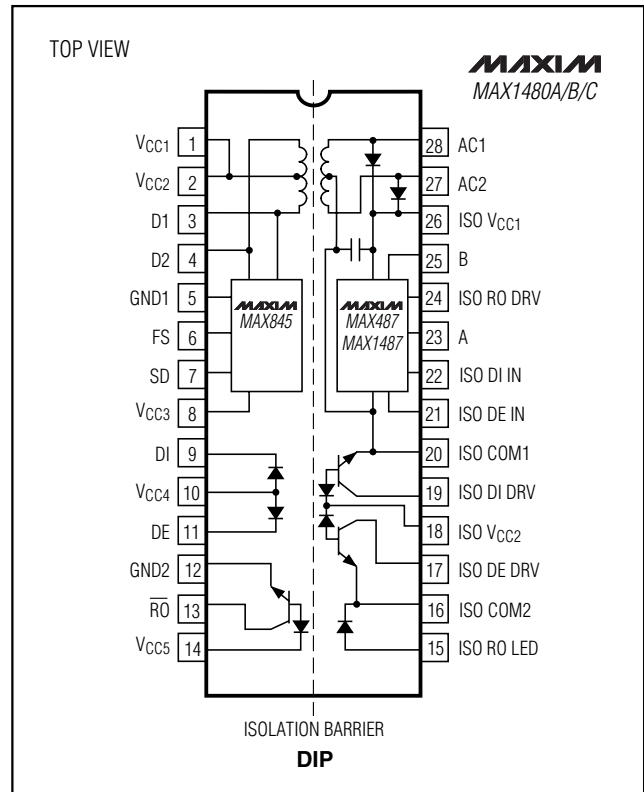 TOP VIEW
MAXIM
MAX1480A/B/C
VCC1 1
VCC2 2
D1 3
D2 4
GND1 5
FS 6
SD 7
VCC3 8
DI 9
VCC4 10
DE 11
GND2 12
R̅O̅ 13
VCC5 14
MAXIM
MAX845
MAXIM
MAX487
MAX1487
28 AC1
27 AC2
26 ISO VCC1
25 B
24 ISO RO DRV
23 A
22 ISO DI IN
21 ISO DE IN
20 ISO COM1
19 ISO DI DRV
18 ISO VCC2
17 ISO DE DRV
16 ISO COM2
15 ISO RO LED
ISOLATION BARRIER
DIP